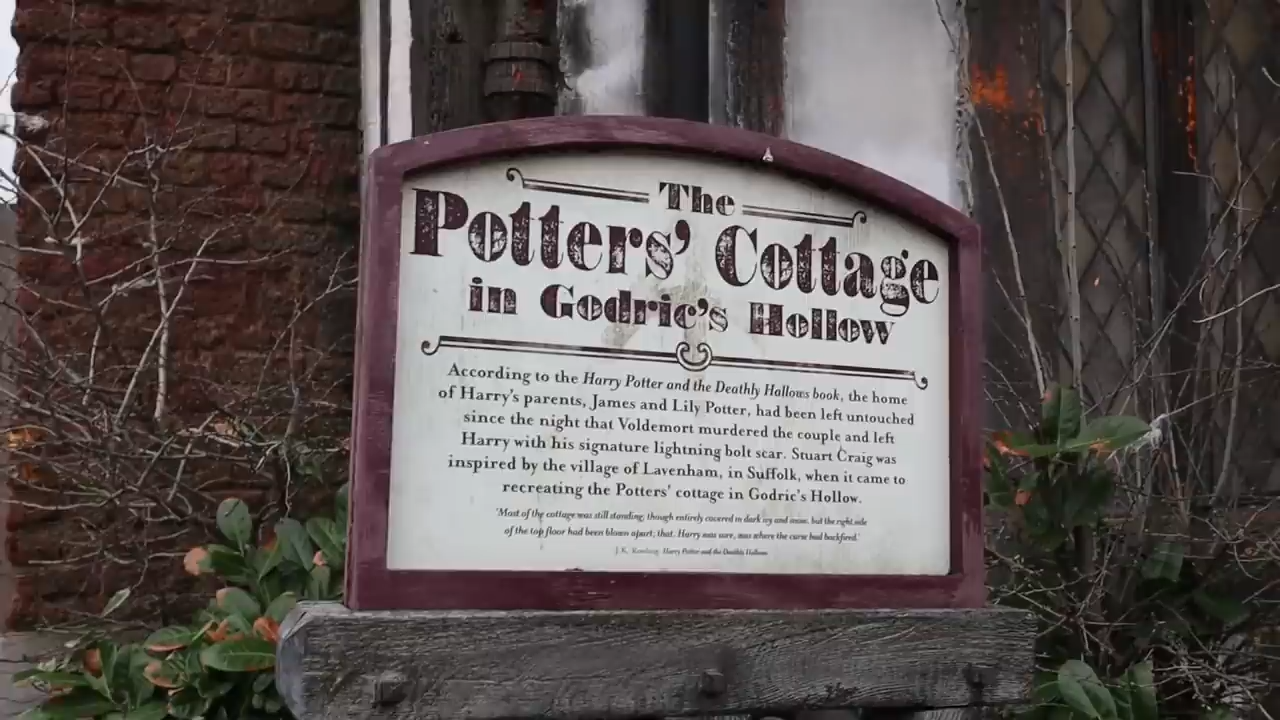 The
Potters' Cottage
in Godric's Hollow
According to the Harry Potter and the Deathly Hallows book, the home
of Harry's parents, James and Lily Potter, had been left untouched
since the night that Voldemort murdered the couple and left
Harry with his signature lightning bolt scar. Stuart Craig was
inspired by the village of Lavenham, in Suffolk, when it came to
recreating the Potters' cottage in Godric's Hollow.
'Most of the cottage was still standing, though entirely covered in dark ivy and snow, but the right side
of the top floor had been blown apart; that, Harry was sure, was where the curse had backfired.'
J.K. Rowling, Harry Potter and the Deathly Hallows